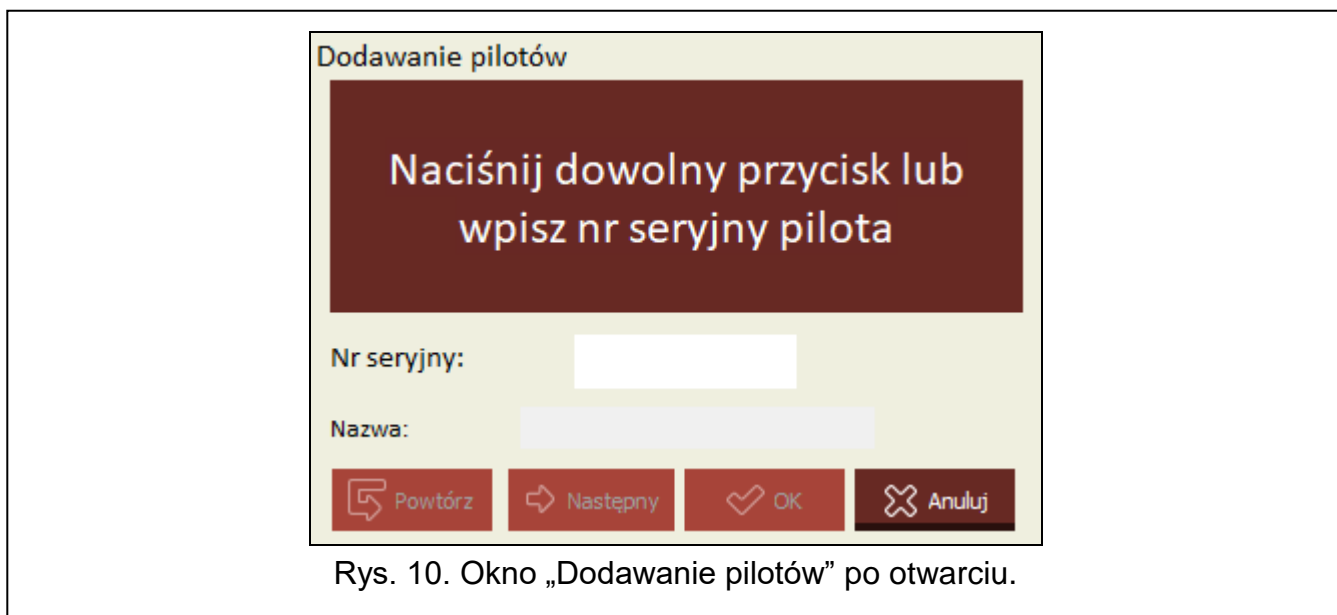 Dodawanie pilotów
Naciśnij dowolny przycisk lub
wpisz nr seryjny pilota
Nr seryjny:
Nazwa:
Powtórz Następny OK Anuluj
Rys. 10. Okno „Dodawanie pilotów” po otwarciu.